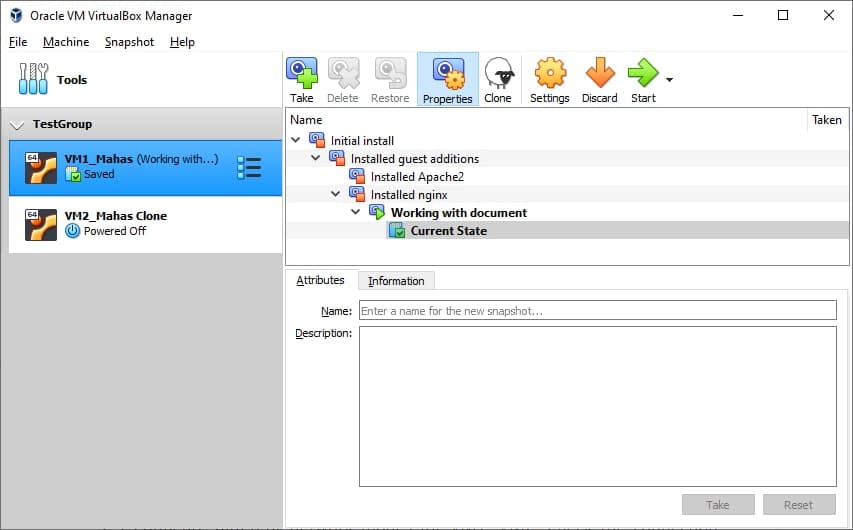 Oracle VM VirtualBox Manager
File Machine Snapshot Help
Tools
TestGroup
64 VM1_Mahas (Working with...)
Saved
64 VM2_Mahas Clone
Powered Off
Take Delete Restore Properties Clone Settings Discard Start
Name Taken
Initial install
Installed guest additions
Installed Apache2
Installed nginx
Working with document
Current State
Attributes Information
Name: Enter a name for the new snapshot...
Description:
Take Reset